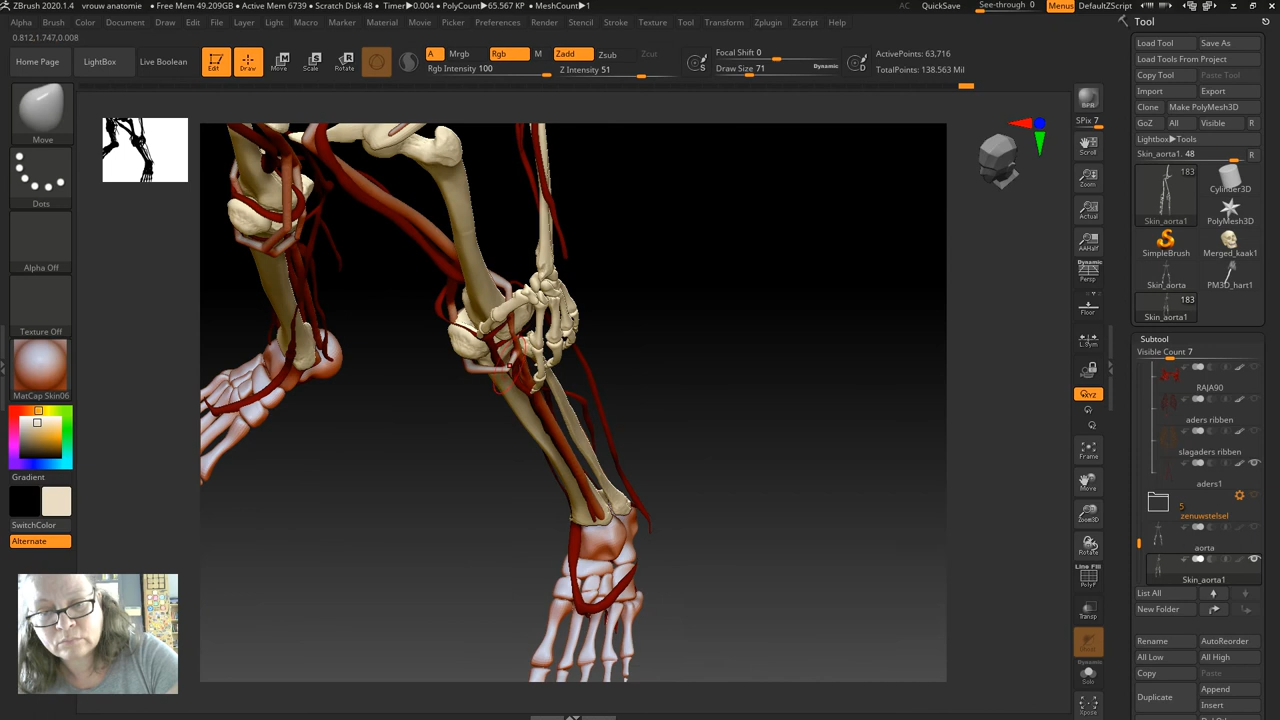 ZBrush 2020.1.4 vrouw anatomie • Free Mem 49.209GB • Active Mem 6739 • Scratch Disk 48 • Timer▶0.004 • PolyCount▶65.567 KP • MeshCount▶1 AC QuickSave See-through 0 Menus DefaultZScript
Alpha Brush Color Document Draw Edit File Layer Light Macro Marker Material Movie Picker Preferences Render Stencil Stroke Texture Tool Transform Zplugin Zscript Help
0.812,1.747,0.008
Home Page LightBox Live Boolean
Edit Draw Move Scale Rotate
A Mrgb Rgb M Zadd Zsub Zcut
Rgb Intensity 100 Z Intensity 51
Focal Shift 0
Draw Size 71 Dynamic
S D
ActivePoints: 63,716
TotalPoints: 138.563 Mil
Move
Dots
Alpha Off
Texture Off
MatCap Skin06
Gradient
SwitchColor
Alternate
BPR
SPix 7
Scroll
Zoom
Actual
AAHalf
Dynamic
Persp
Floor
L.Sym
XYZ
Frame
Move
Zoom3D
Rotate
Line Fill
PolyF
Transp
Dynamic
Solo
Xpose
Tool
Load Tool Save As
Load Tools From Project
Copy Tool Paste Tool
Import Export
Clone Make PolyMesh3D
GoZ All Visible R
Lightbox▶Tools
Skin_aorta1. 48 R
183
Skin_aorta1
Cylinder3D
PolyMesh3D
SimpleBrush
Merged_kaak1
Skin_aorta
PM3D_hart1
183
Skin_aorta1
Subtool
Visible Count 7
RAJA90
aders ribben
slagaders ribben
aders1
5
zenuwstelsel
aorta
Skin_aorta1
List All
New Folder
Rename AutoReorder
All Low All High
Copy Paste
Duplicate Append
Insert